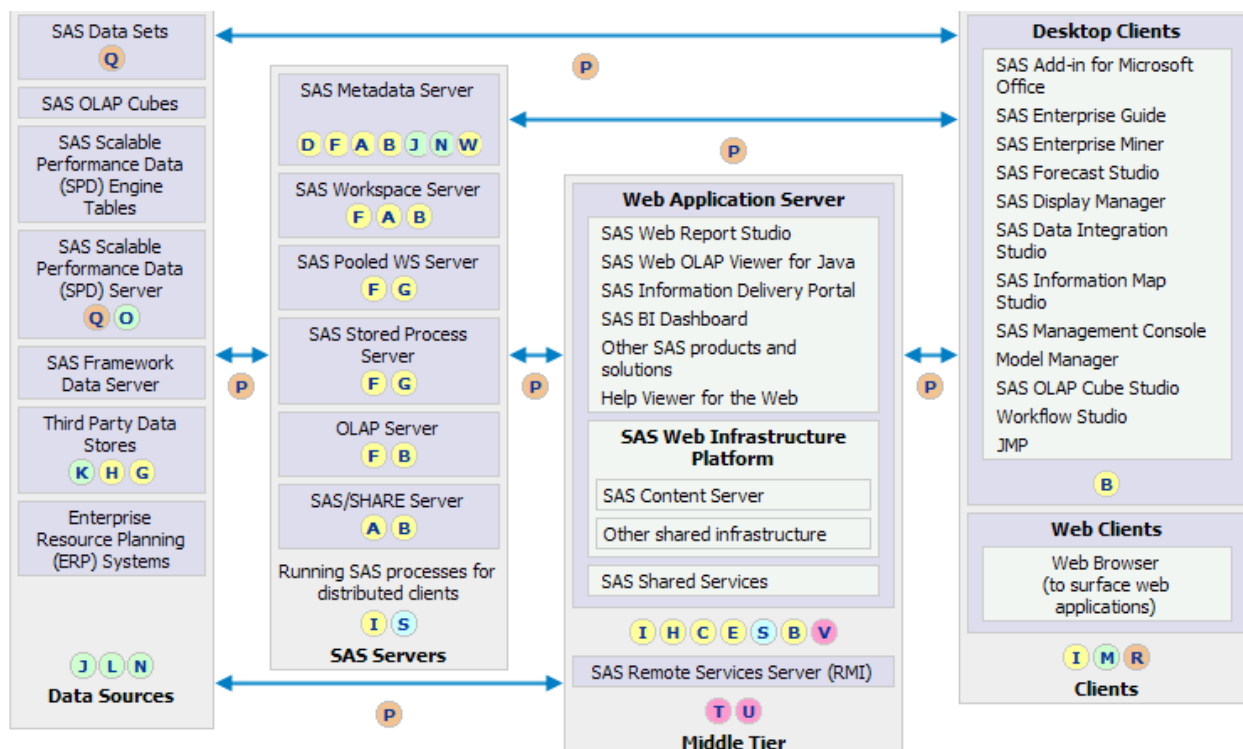 SAS Data Sets
Q
SAS OLAP Cubes
SAS Scalable
Performance Data
(SPD) Engine
Tables
SAS Scalable
Performance Data
(SPD) Server
Q O
SAS Framework
Data Server
Third Party Data
Stores
K H G
Enterprise
Resource Planning
(ERP) Systems
J L N
Data Sources
P
P
P
P
P
P
SAS Metadata Server
D F A B J N W
SAS Workspace Server
F A B
SAS Pooled WS Server
F G
SAS Stored Process
Server
F G
OLAP Server
F B
SAS/SHARE Server
A B
Running SAS processes for
distributed clients
I S
SAS Servers
Web Application Server
SAS Web Report Studio
SAS Web OLAP Viewer for Java
SAS Information Delivery Portal
SAS BI Dashboard
Other SAS products and
solutions
Help Viewer for the Web
SAS Web Infrastructure
Platform
SAS Content Server
Other shared infrastructure
SAS Shared Services
I H C E S B V
SAS Remote Services Server (RMI)
T U
Middle Tier
Desktop Clients
SAS Add-in for Microsoft
Office
SAS Enterprise Guide
SAS Enterprise Miner
SAS Forecast Studio
SAS Display Manager
SAS Data Integration
Studio
SAS Information Map
Studio
SAS Management Console
Model Manager
SAS OLAP Cube Studio
Workflow Studio
JMP
B
Web Clients
Web Browser
(to surface web
applications)
I M R
Clients